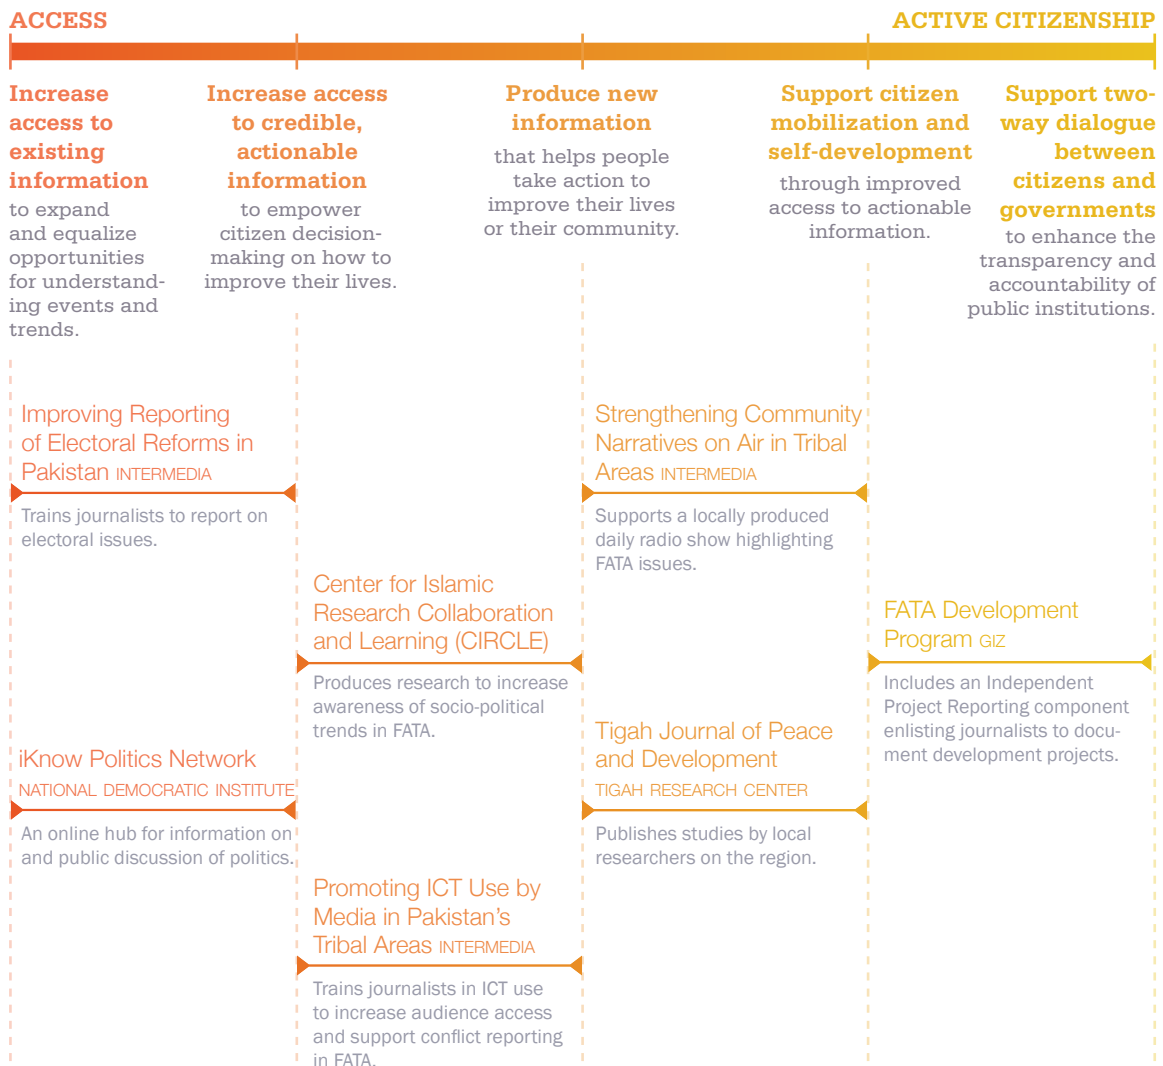 ACCESS
ACTIVE CITIZENSHIP
Increase
access to
existing
information
to expand
and equalize
opportunities
for understand-
ing events and
trends.
Increase access
to credible,
actionable
information
to empower
citizen decision-
making on how to
improve their lives.
Produce new
information
that helps people
take action to
improve their lives
or their community.
Support citizen
mobilization and
self-development
through improved
access to actionable
information.
Support two-
way dialogue
between
citizens and
governments
to enhance the
transparency and
accountability of
public institutions.
Improving Reporting
of Electoral Reforms in
Pakistan INTERMEDIA
Trains journalists to report on
electoral issues.
Strengthening Community
Narratives on Air in Tribal
Areas INTERMEDIA
Supports a locally produced
daily radio show highlighting
FATA issues.
Center for Islamic
Research Collaboration
and Learning (CIRCLE)
Produces research to increase
awareness of socio-political
trends in FATA.
FATA Development
Program GIZ
Includes an Independent
Project Reporting component
enlisting journalists to docu-
ment development projects.
iKnow Politics Network
NATIONAL DEMOCRATIC INSTITUTE
An online hub for information on
and public discussion of politics.
Tigah Journal of Peace
and Development
TIGAH RESEARCH CENTER
Publishes studies by local
researchers on the region.
Promoting ICT Use by
Media in Pakistan's
Tribal Areas INTERMEDIA
Trains journalists in ICT use
to increase audience access
and support conflict reporting
in FATA.